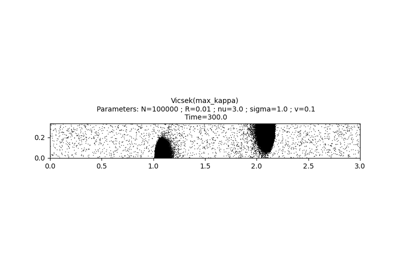 Vicsek(max_kappa)
Parameters: N=100000 ; R=0.01 ; nu=3.0 ; sigma=1.0 ; v=0.1
Time=300.0
0.2
0.0
0.0 0.5 1.0 1.5 2.0 2.5 3.0